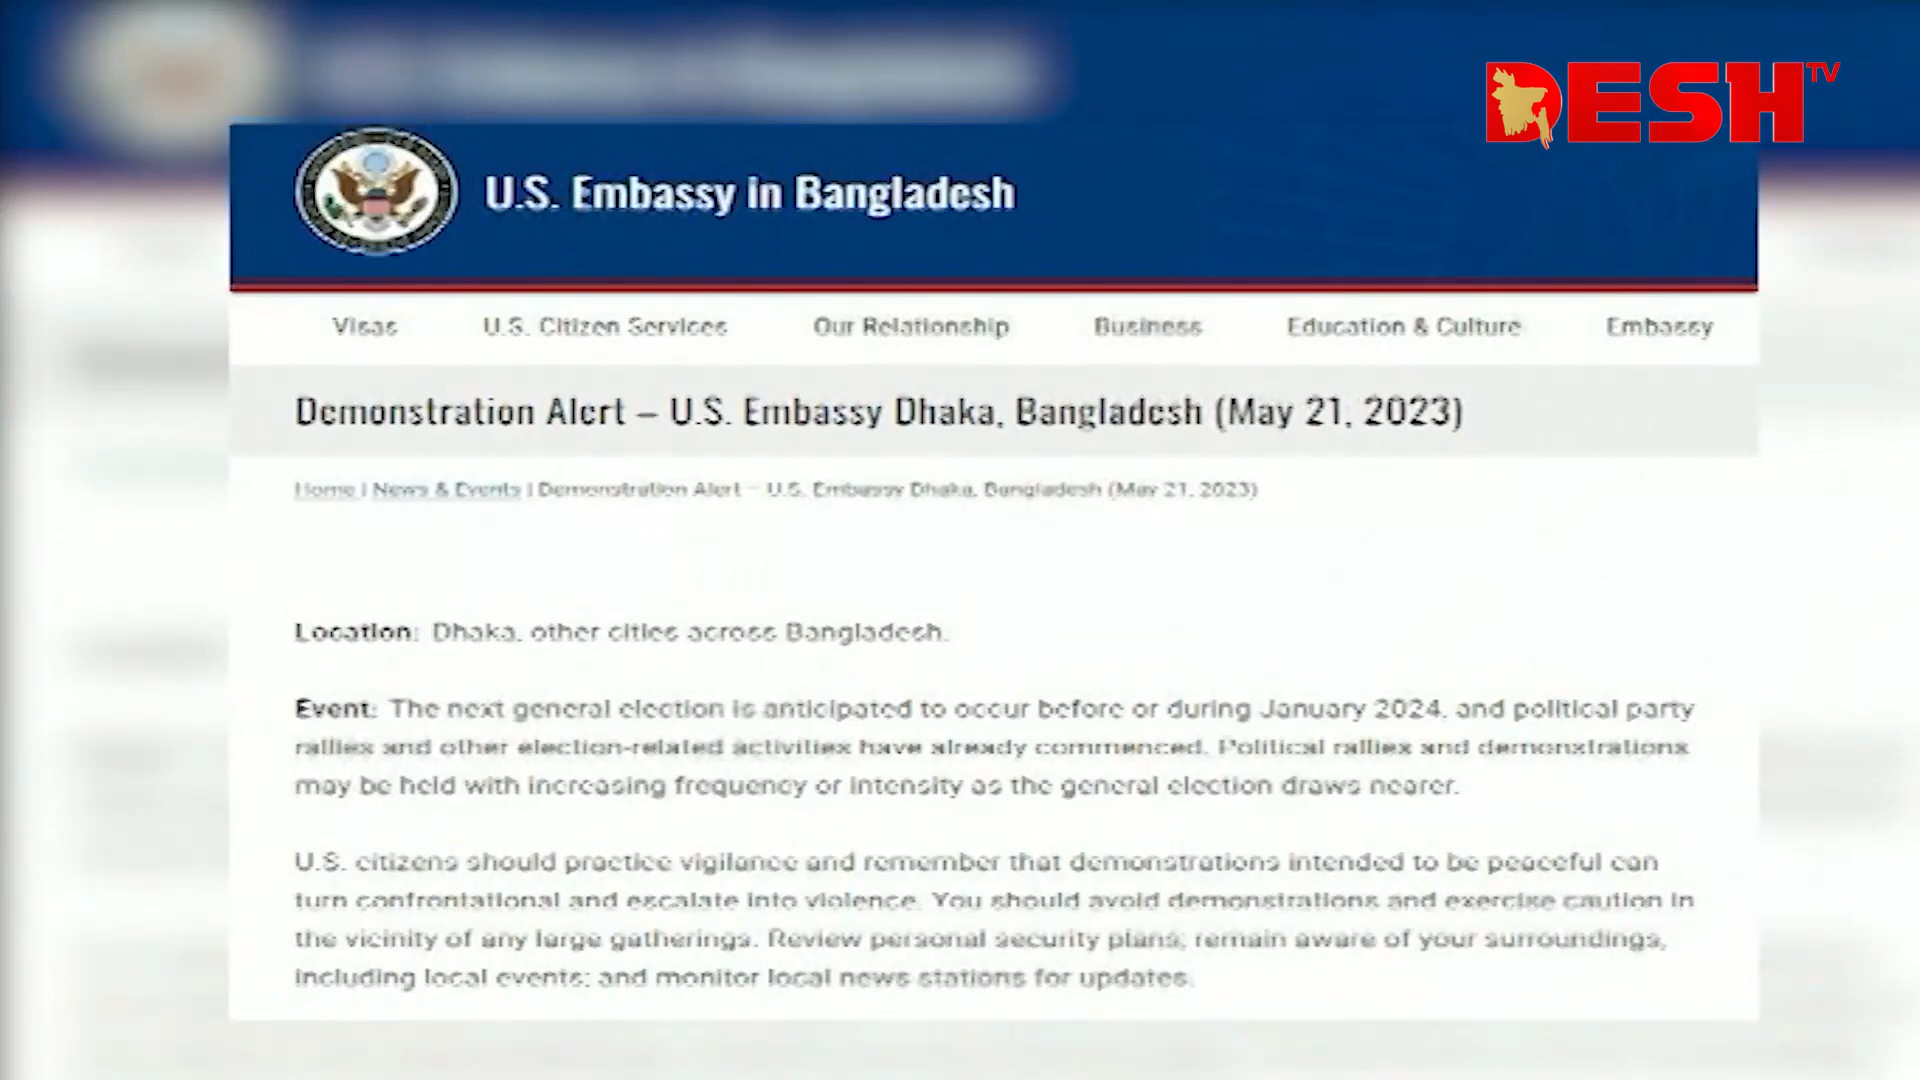 DESH TV
U.S. Embassy in Bangladesh
Visas U.S. Citizen Services Our Relationship Business Education & Culture Embassy
Demonstration Alert – U.S. Embassy Dhaka, Bangladesh (May 21, 2023)
Home | News & Events | Demonstration Alert – U.S. Embassy Dhaka, Bangladesh (May 21, 2023)
Location: Dhaka, other cities across Bangladesh.
Event: The next general election is anticipated to occur before or during January 2024, and political party
rallies and other election-related activities have already commenced. Political rallies and demonstrations
may be held with increasing frequency or intensity as the general election draws nearer.
U.S. citizens should practice vigilance and remember that demonstrations intended to be peaceful can
turn confrontational and escalate into violence. You should avoid demonstrations and exercise caution in
the vicinity of any large gatherings. Review personal security plans; remain aware of your surroundings,
including local events; and monitor local news stations for updates.